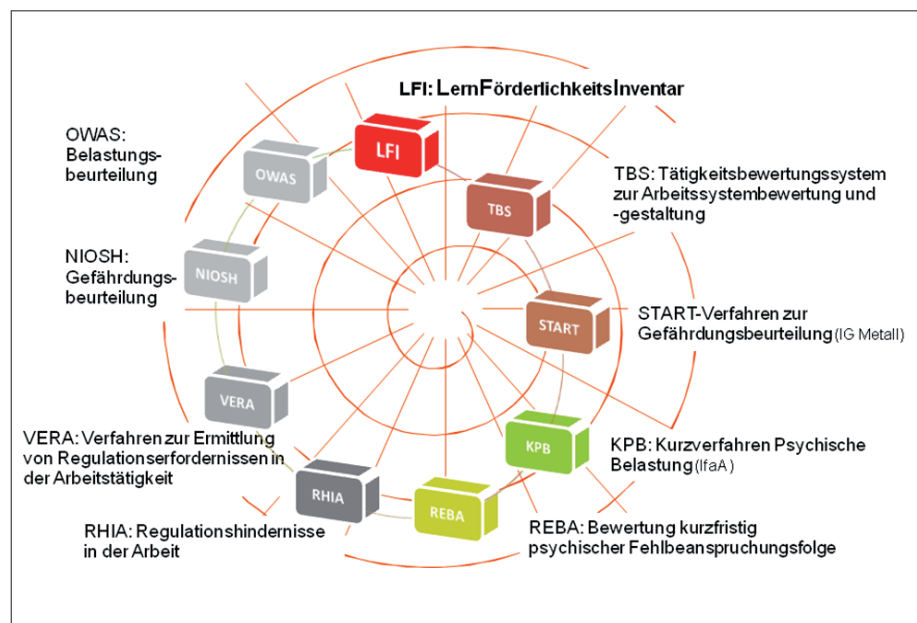 LFI: LernFörderlichkeitsInventar
LFI
OWAS:
Belastungs-
beurteilung
OWAS
TBS
TBS: Tätigkeitsbewertungssystem
zur Arbeitssystembewertung und
-gestaltung
NIOSH:
Gefährdungs-
beurteilung
NIOSH
START
START-Verfahren zur
Gefährdungsbeurteilung (IG Metall)
VERA
VERA: Verfahren zur Ermittlung
von Regulationserfordernissen in
der Arbeitstätigkeit
KPB
KPB: Kurzverfahren Psychische
Belastung (IfaA)
RHIA
RHIA: Regulationshindernisse
in der Arbeit
REBA
REBA: Bewertung kurzfristig
psychischer Fehlbeanspruchungsfolge